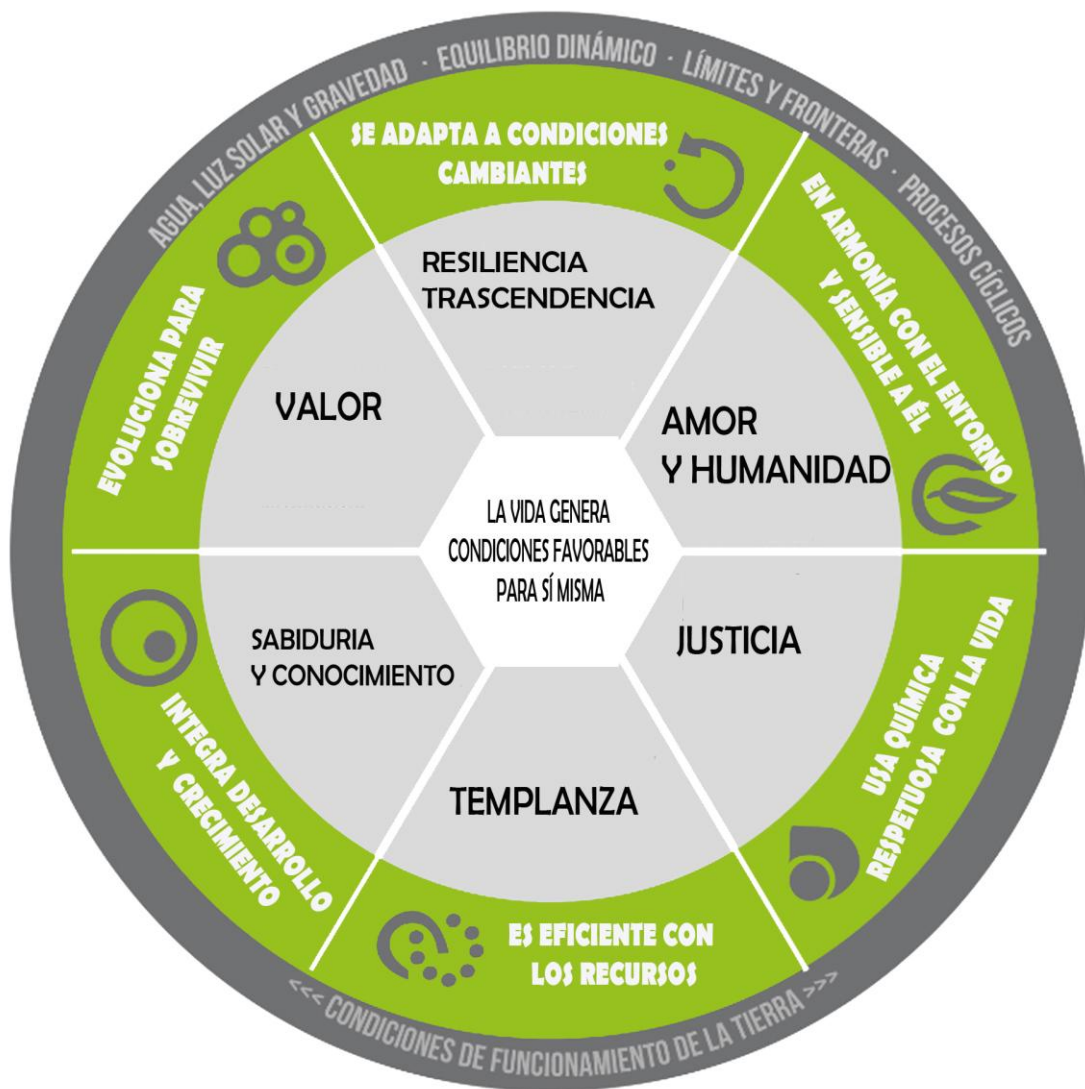 AGUA, LUZ SOLAR Y GRAVEDAD · EQUILIBRIO DINÁMICO · LÍMITES Y FRONTERAS · PROCESOS CÍCLICOS
SE ADAPTA A CONDICIONES
CAMBIANTES
EN ARMONÍA CON EL ENTORNO
Y SENSIBLE A ÉL
USA QUÍMICA
RESPETUOSA CON LA VIDA
ES EFICIENTE CON
LOS RECURSOS
INTEGRA DESARROLLO
Y CRECIMIENTO
EVOLUCIONA PARA
SOBREVIVIR
RESILIENCIA
TRASCENDENCIA
AMOR
Y HUMANIDAD
JUSTICIA
TEMPLANZA
SABIDURIA
Y CONOCIMIENTO
VALOR
LA VIDA GENERA
CONDICIONES FAVORABLES
PARA SÍ MISMA
<<< CONDICIONES DE FUNCIONAMIENTO DE LA TIERRA >>>